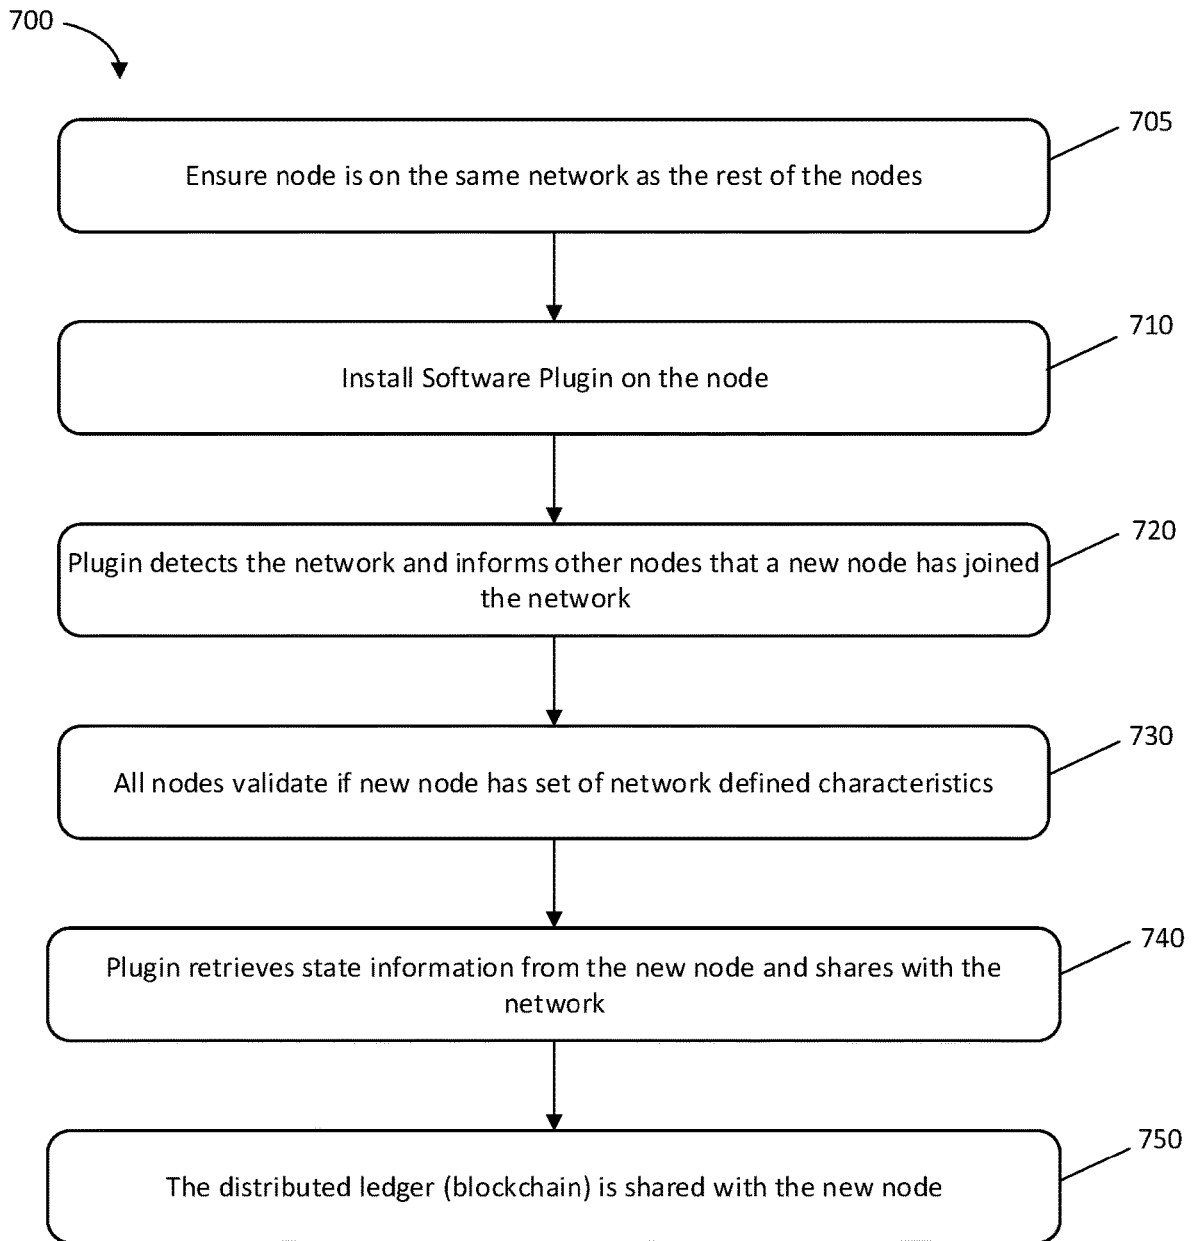 700
705
Ensure node is on the same network as the rest of the nodes
710
Install Software Plugin on the node
720
Plugin detects the network and informs other nodes that a new node has joined
the network
730
All nodes validate if new node has set of network defined characteristics
740
Plugin retrieves state information from the new node and shares with the
network
750
The distributed ledger (blockchain) is shared with the new node